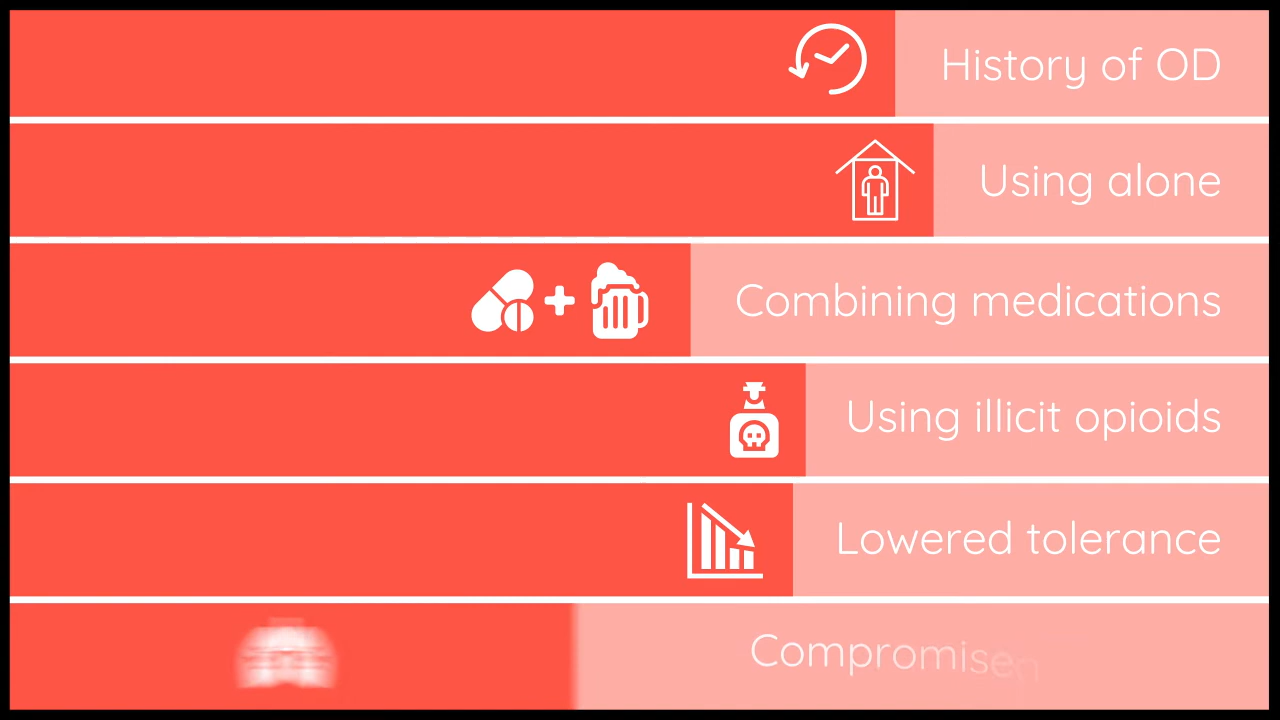 History of OD
Using alone
Combining medications
Using illicit opioids
Lowered tolerance